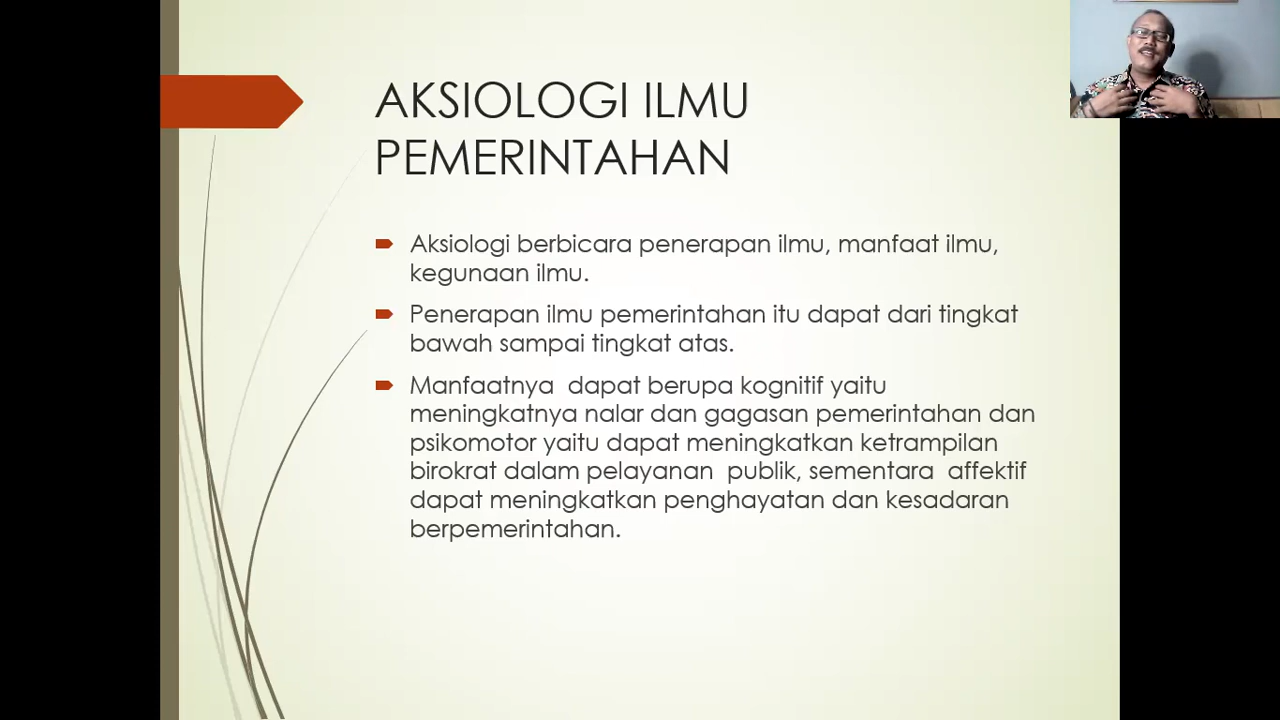 AKSIOLOGI ILMU
PEMERINTAHAN
Aksiologi berbicara penerapan ilmu, manfaat ilmu,
kegunaan ilmu.
Penerapan ilmu pemerintahan itu dapat dari tingkat
bawah sampai tingkat atas.
Manfaatnya  dapat berupa kognitif yaitu
meningkatnya nalar dan gagasan pemerintahan dan
psikomotor yaitu dapat meningkatkan ketrampilan
birokrat dalam pelayanan  publik, sementara  affektif
dapat meningkatkan penghayatan dan kesadaran
berpemerintahan.